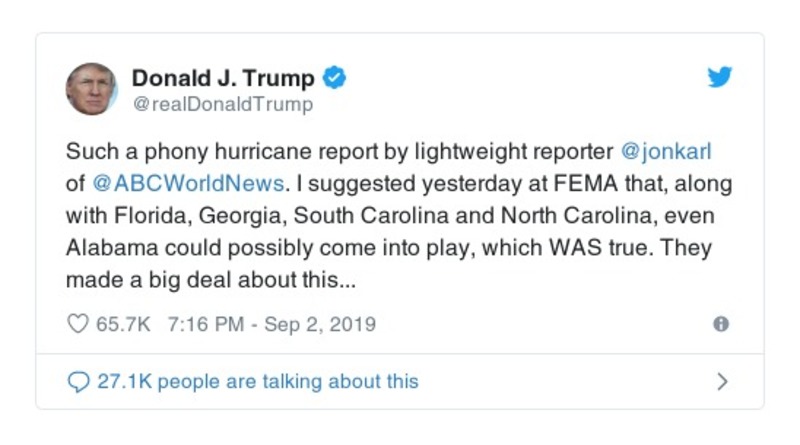 Donald J. Trump
@realDonaldTrump
Such a phony hurricane report by lightweight reporter @jonkarl
of @ABCWorldNews. I suggested yesterday at FEMA that, along
with Florida, Georgia, South Carolina and North Carolina, even
Alabama could possibly come into play, which WAS true. They
made a big deal about this...
65.7K 7:16 PM - Sep 2, 2019
27.1K people are talking about this